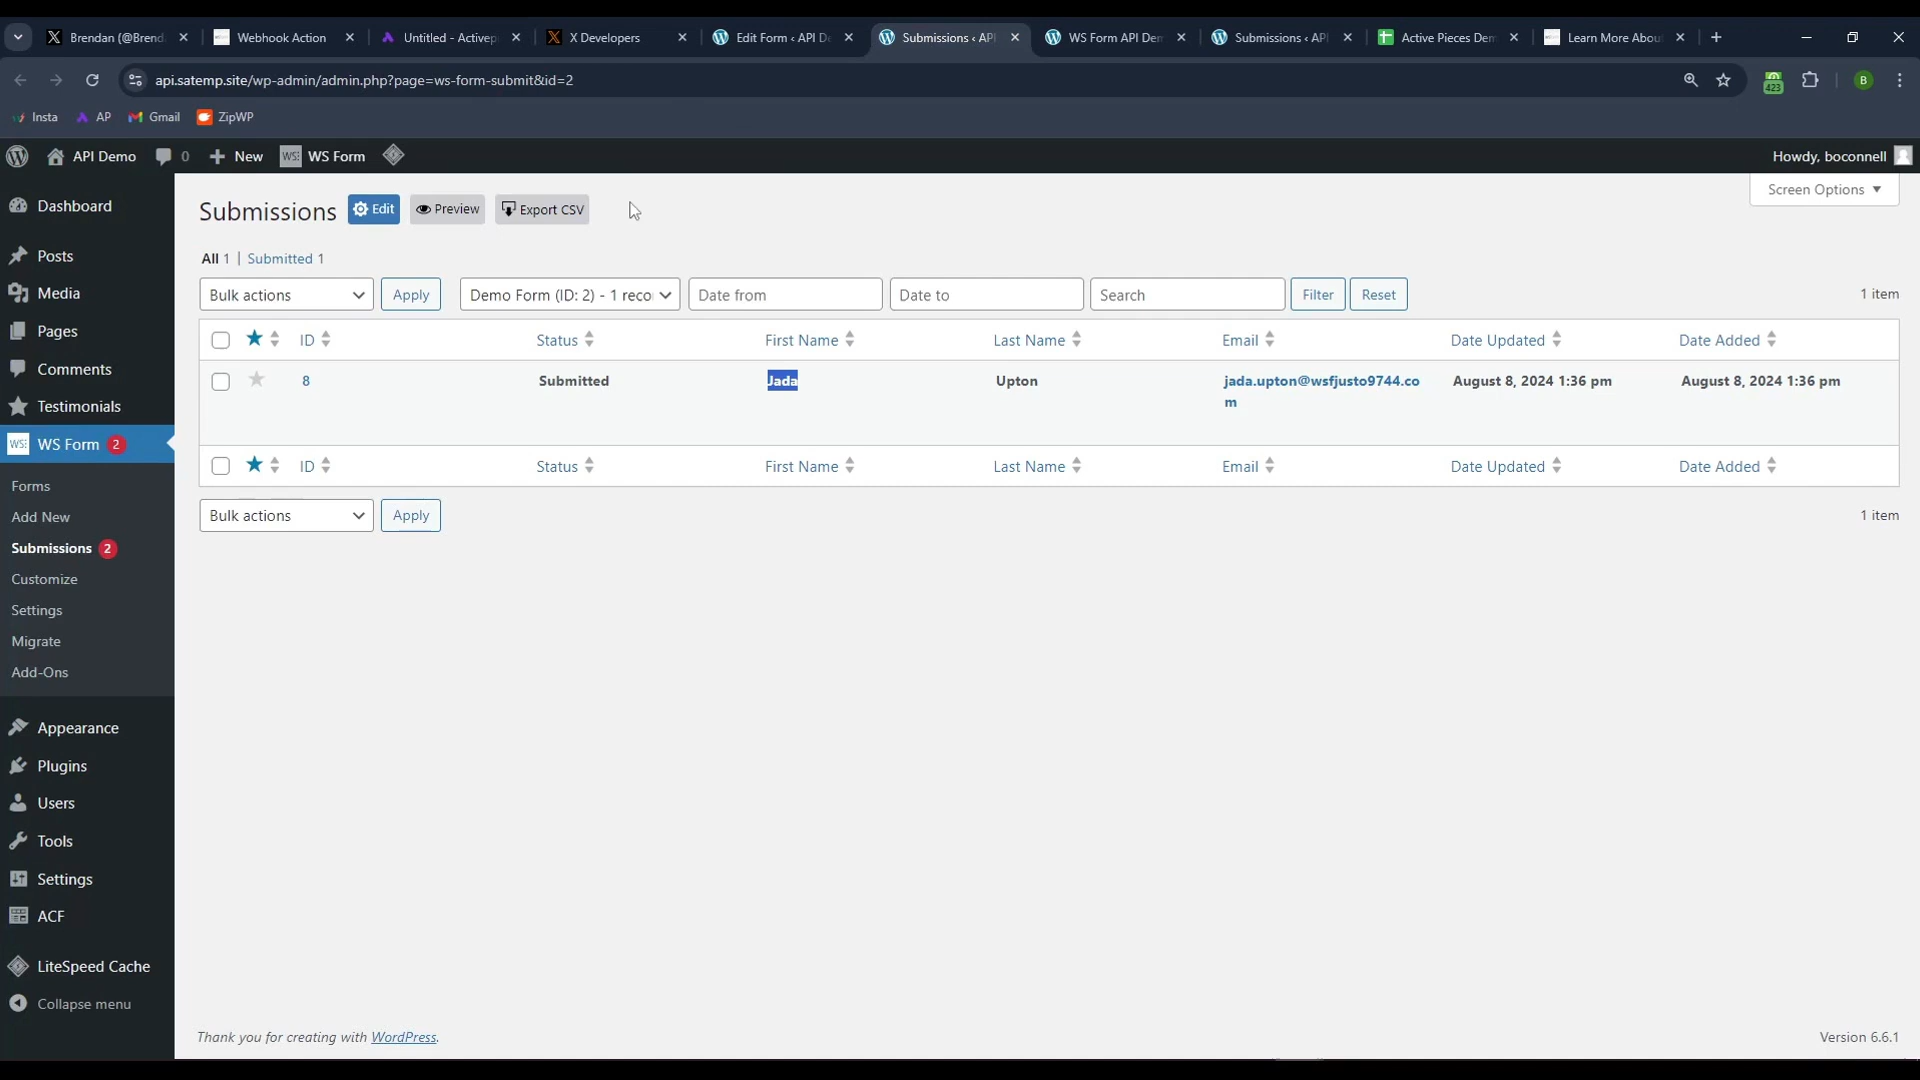 Brendan (@Brend
Webhook Action
Untitled - Activep
X Developers
Edit Form ‹ API De
Submissions ‹ API
WS Form API Dem
Submissions ‹ API
Active Pieces Dem
Learn More Abou
api.satemp.site/wp-admin/admin.php?page=ws-form-submit&id=2
423
B
Insta
AP
Gmail
ZipWP
API Demo
0
New
WS:
WS Form
Howdy, boconnell
Dashboard
Posts
Media
Pages
Comments
Testimonials
WS:
WS Form 2
Forms
Add New
Submissions 2
Customize
Settings
Migrate
Add-Ons
Appearance
Plugins
Users
Tools
Settings
ACF
LiteSpeed Cache
Collapse menu
Screen Options
Submissions
Edit
Preview
Export CSV
All 1 | Submitted 1
Bulk actions
Apply
Demo Form (ID: 2) - 1 reco
Date from
Date to
Search
Filter
Reset
1 item
ID Status First Name Last Name Email Date Updated Date Added
8 Submitted Jada Upton jada.upton@wsfjusto9744.co August 8, 2024 1:36 pm August 8, 2024 1:36 pm
m
ID Status First Name Last Name Email Date Updated Date Added
Bulk actions
Apply
1 item
Thank you for creating with WordPress.
Version 6.6.1